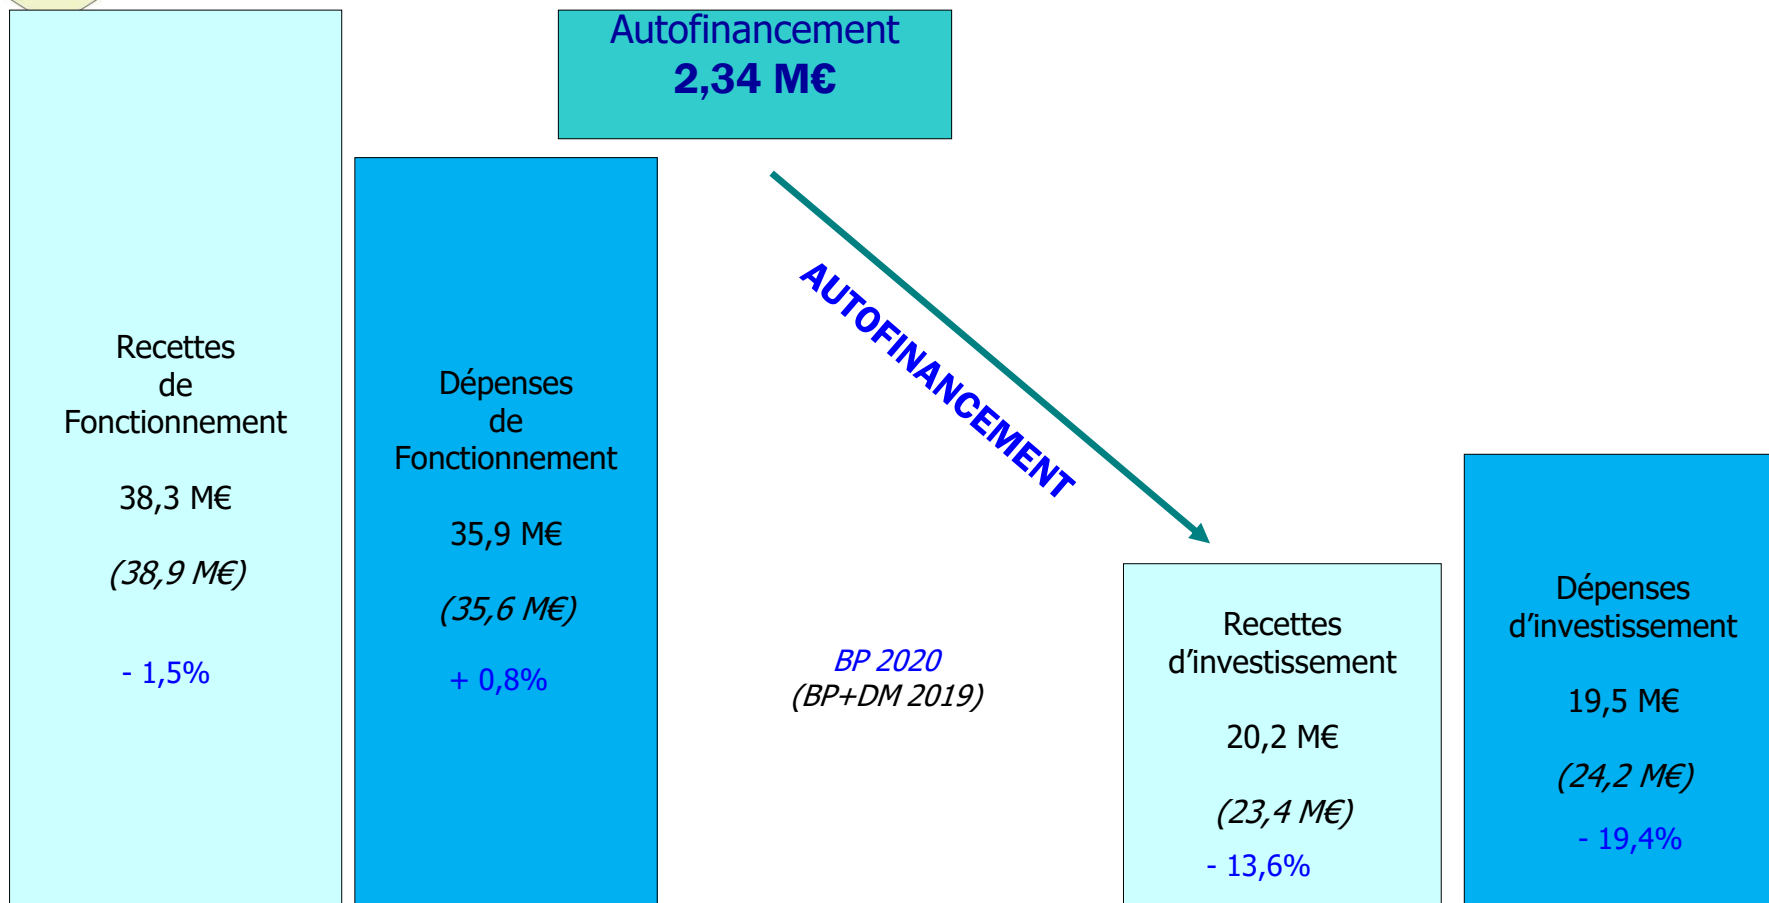 Autofinancement
2,34 M€
Recettes
de
Fonctionnement
38,3 M€
(38,9 M€)
- 1,5%
Dépenses
de
Fonctionnement
35,9 M€
(35,6 M€)
+ 0,8%
AUTOFINANCEMENT
BP 2020
(BP+DM 2019)
Recettes
d’investissement
20,2 M€
(23,4 M€)
- 13,6%
Dépenses
d’investissement
19,5 M€
(24,2 M€)
- 19,4%